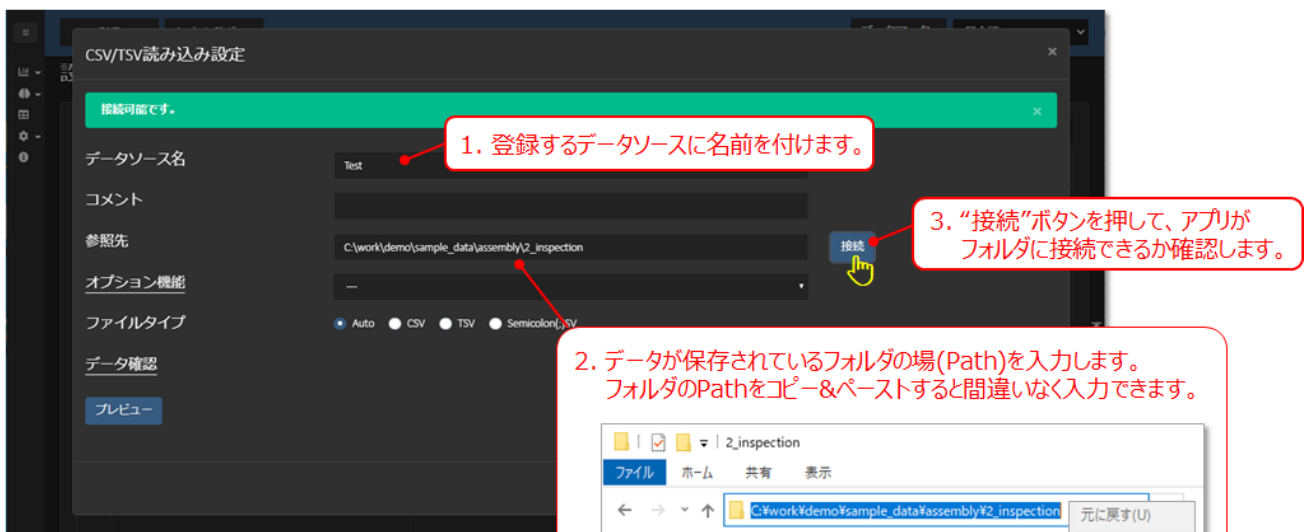 CSV/TSV読み込み設定
×
接続可能です。
×
1. 登録するデータソースに名前を付けます。
データソース名
Test
コメント
3. “接続”ボタンを押して、アプリが
フォルダに接続できるか確認します。
参照先
C:\work\demo\sample_data\assembly\2_inspection
接続
オプション機能
---
ファイルタイプ
Auto CSV TSV Semicolon(;)SV
データ確認
2. データが保存されているフォルダの場(Path)を入力します。
フォルダのPathをコピー&ペーストすると間違いなく入力できます。
プレビュー
2_inspection
ファイル ホーム 共有 表示
C:¥work¥demo¥sample_data¥assembly¥2_inspection
元に戻す(U)